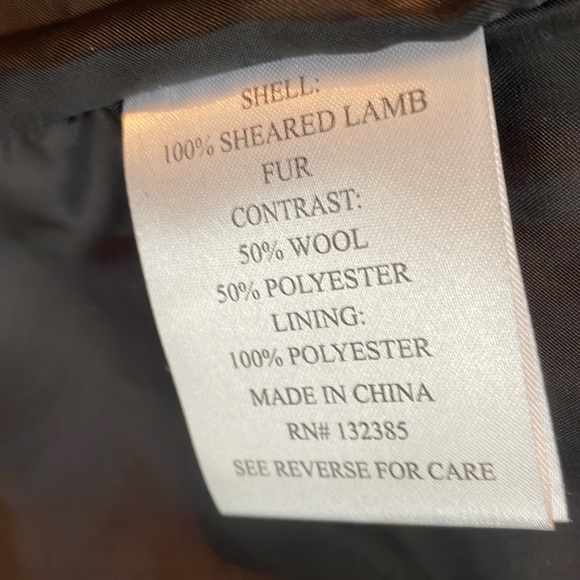 SHELL:
100% SHEARED LAMB
FUR
CONTRAST:
50% WOOL
50% POLYESTER
LINING:
100% POLYESTER
MADE IN CHINA
RN# 132385
SEE REVERSE FOR CARE